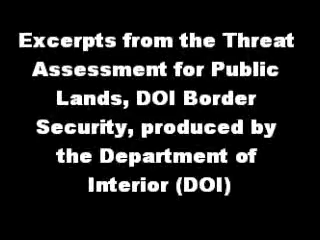 Excerpts from the Threat
Assessment for Public
Lands, DOI Border
Security, produced by
the Department of
Interior (DOI)